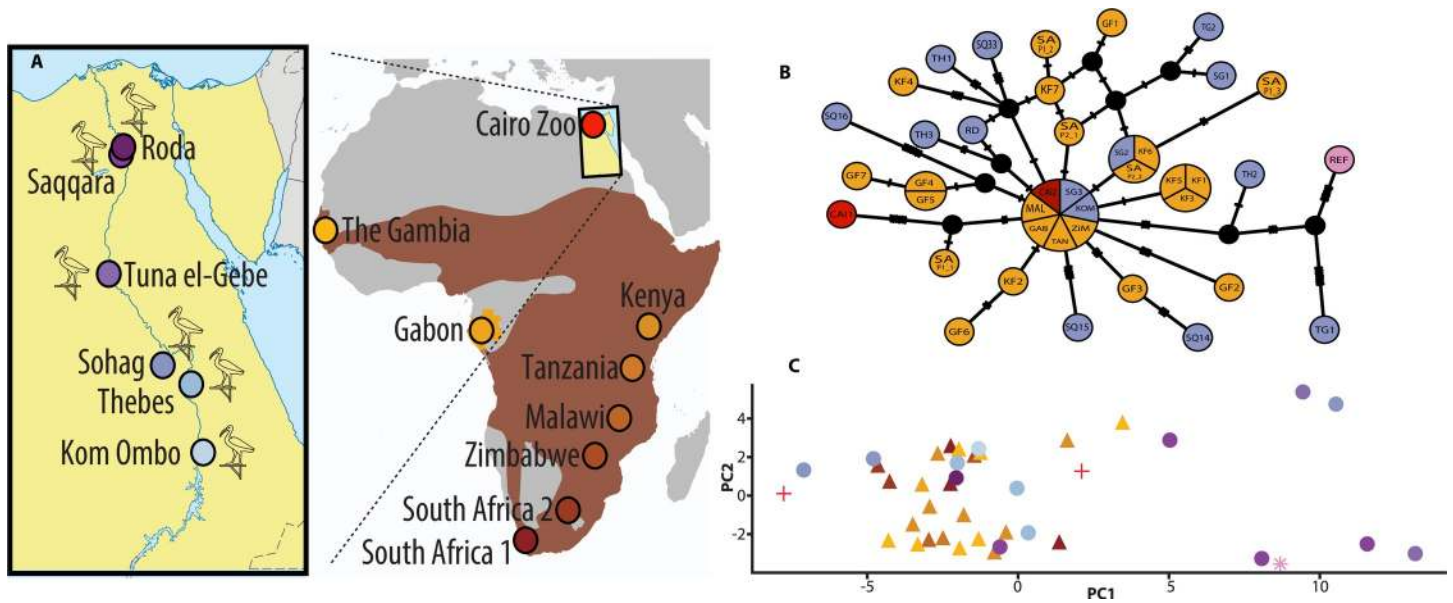 A
Roda
Saqqara
Tuna el-Gebe
Sohag
Thebes
Kom Ombo
Cairo Zoo
The Gambia
Gabon
Kenya
Tanzania
Malawi
Zimbabwe
South Africa 2
South Africa 1
B
GF1
TG2
SQ33
SA
P1_2
TH1
SG1
KF4
KF7
SA
P1_3
SQ16
SA
P2_1
RD
TH3
SG2
KF6
SA
P2_2
REF
GF7
GF4
GF5
KF5
KF1
KF3
TH2
CAI2
SG3
MAL
KOM
GAB
TAN
ZIM
CAI1
SA
P1_1
KF2
GF3
GF2
GF6
SQ15
SQ14
TG1
C
PC2
4
2
0
-2
-5
0
5
10
PC1